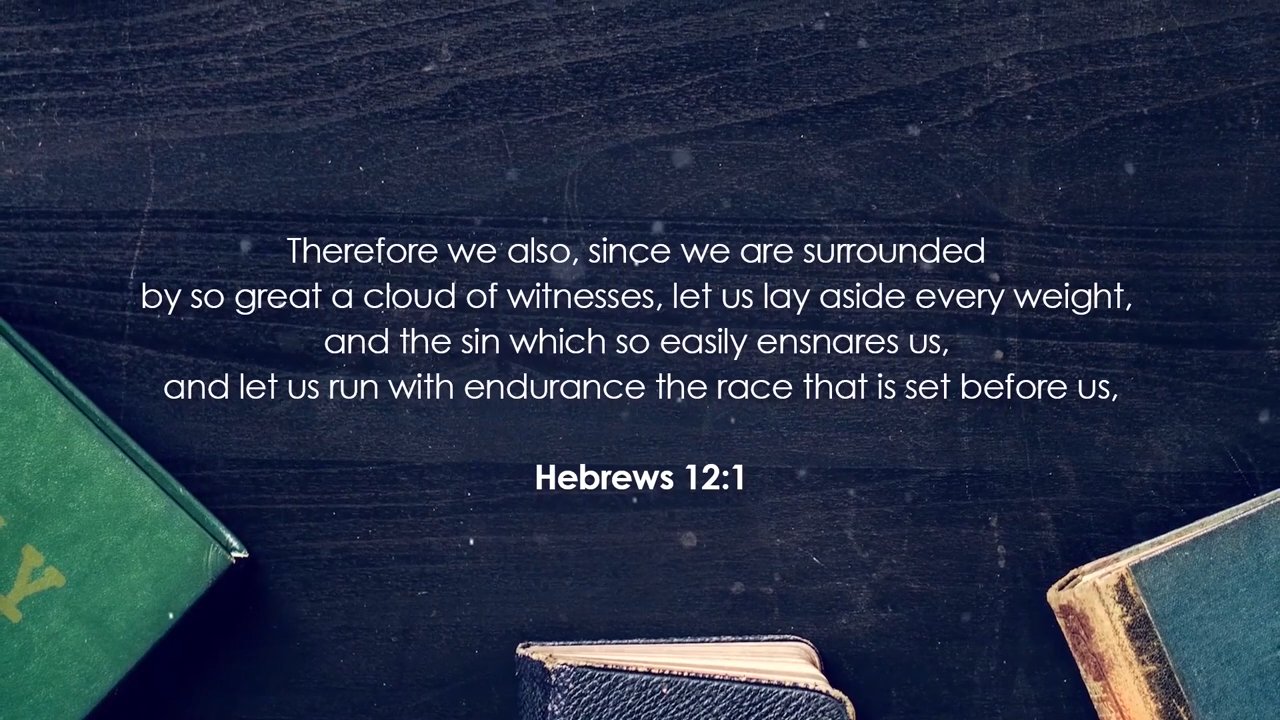 Therefore we also, since we are surrounded
by so great a cloud of witnesses, let us lay aside every weight,
and the sin which so easily ensnares us,
and let us run with endurance the race that is set before us,
Hebrews 12:1
Y